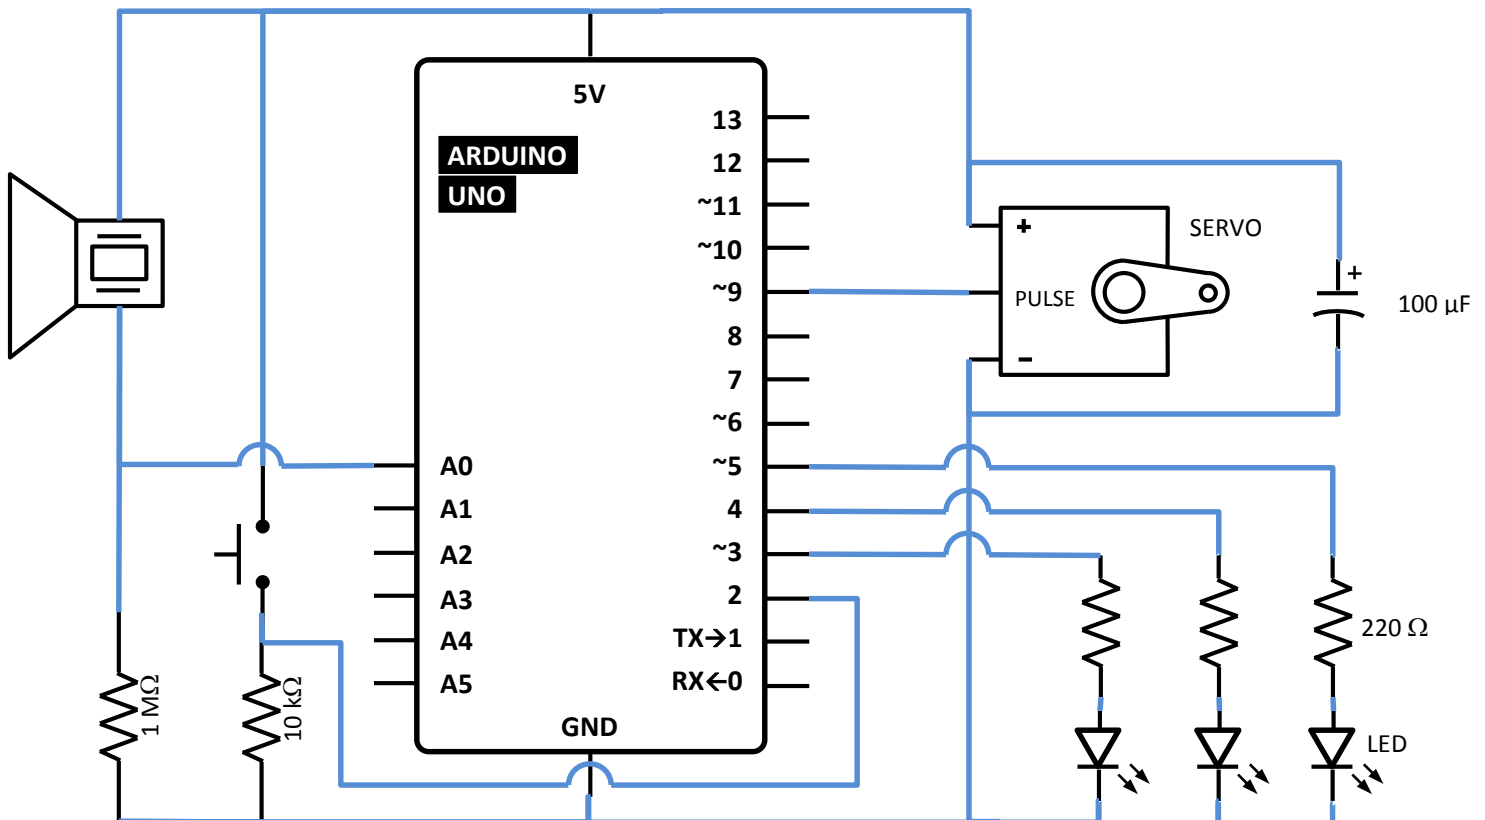 5V
ARDUINO
UNO
13
12
~11
~10
~9
8
7
~6
~5
4
~3
2
TX→1
RX←0
A0
A1
A2
A3
A4
A5
GND
+
PULSE
−
SERVO
+
100 µF
1 MΩ
10 kΩ
220 Ω
LED